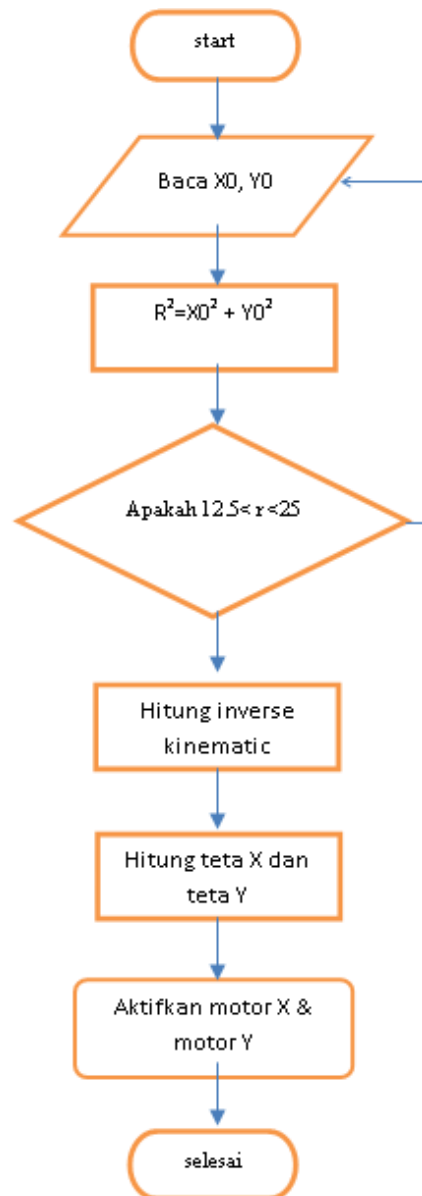 start
Baca X0, Y0
R²=X0² + Y0²
Apakah 12.5< r <25
Hitung inverse
kinematic
Hitung teta X dan
teta Y
Aktifkan motor X &
motor Y
selesai